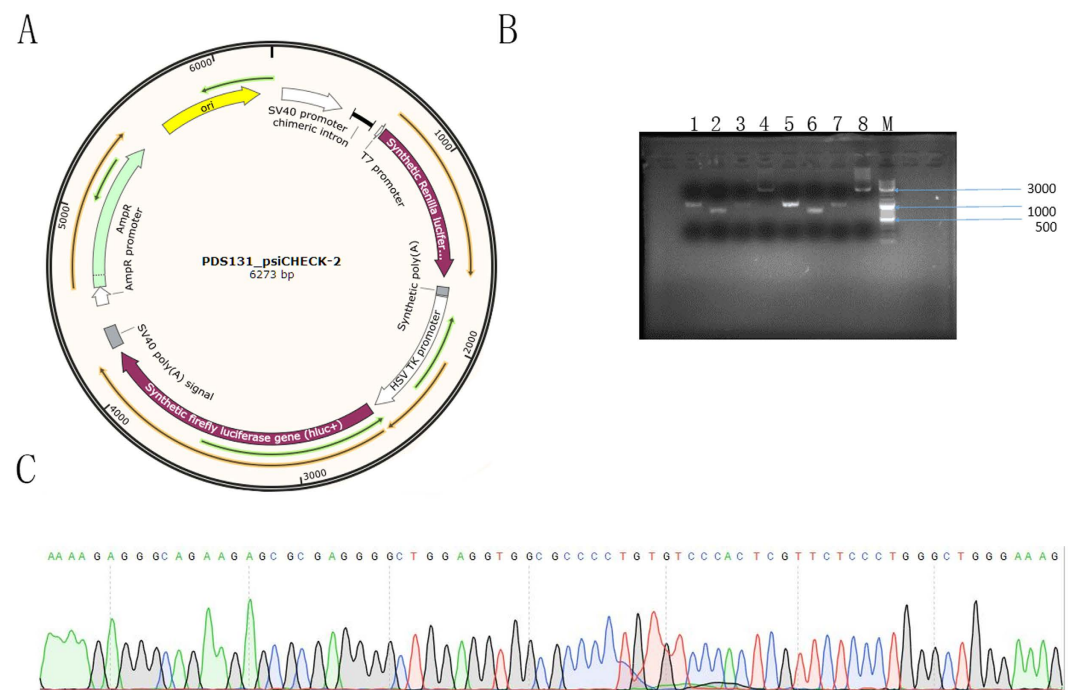 A
B
6000
ori
SV40 promoter
chimeric intron
T7 promoter
1000
Synthetic Renilla lucifer...
AmpR
AmpR promoter
5000
PDS131_psiCHECK-2
6273 bp
Synthetic poly(A)
HSV TK promoter
2000
SV40 poly(A) signal
Synthetic firefly luciferase gene (hluc+)
4000
3000
1 2 3 4 5 6 7 8 M
3000
1000
500
C
AAAAGAGGGCAGAAGAGCGCGAGGGGCTGGAGGTGGCGCCCCTGTGTCCCACTCGTTCTCCCTGGGCTGGGAAAG